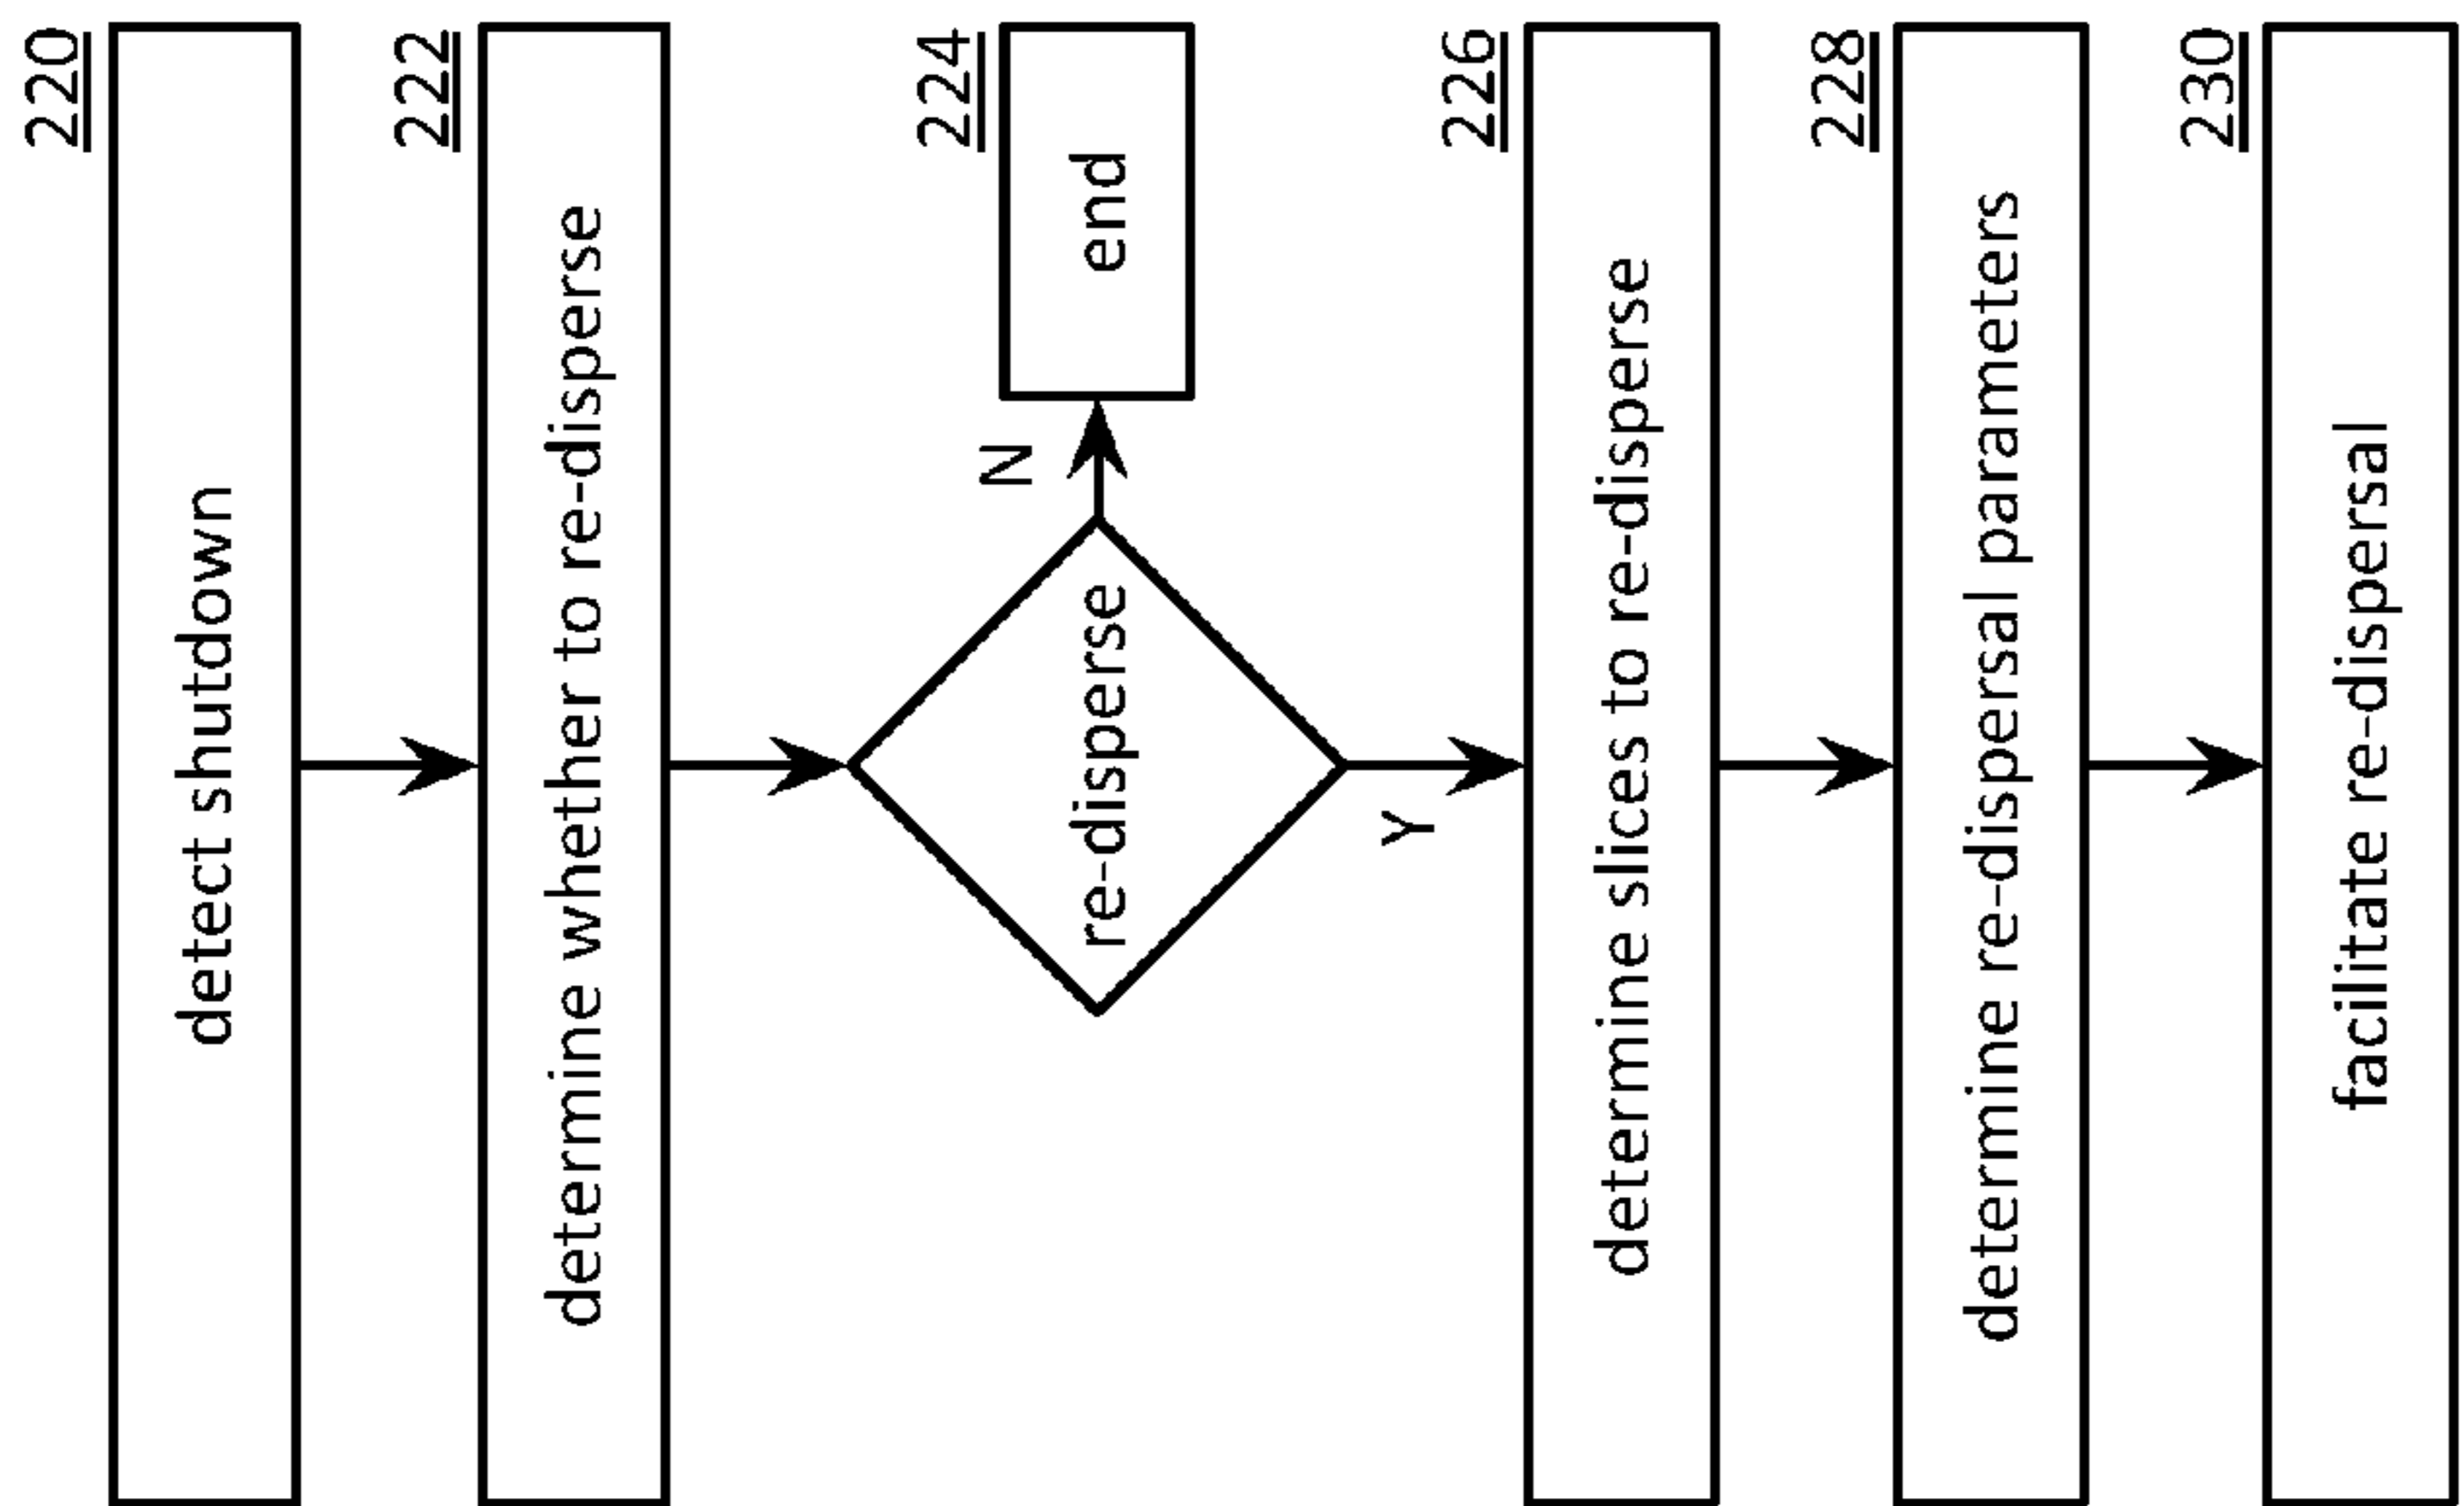 220
detect shutdown
222
determine whether to re-disperse
re-disperse
N
224
end
Y
226
determine slices to re-disperse
228
determine re-dispersal parameters
230
facilitate re-dispersal